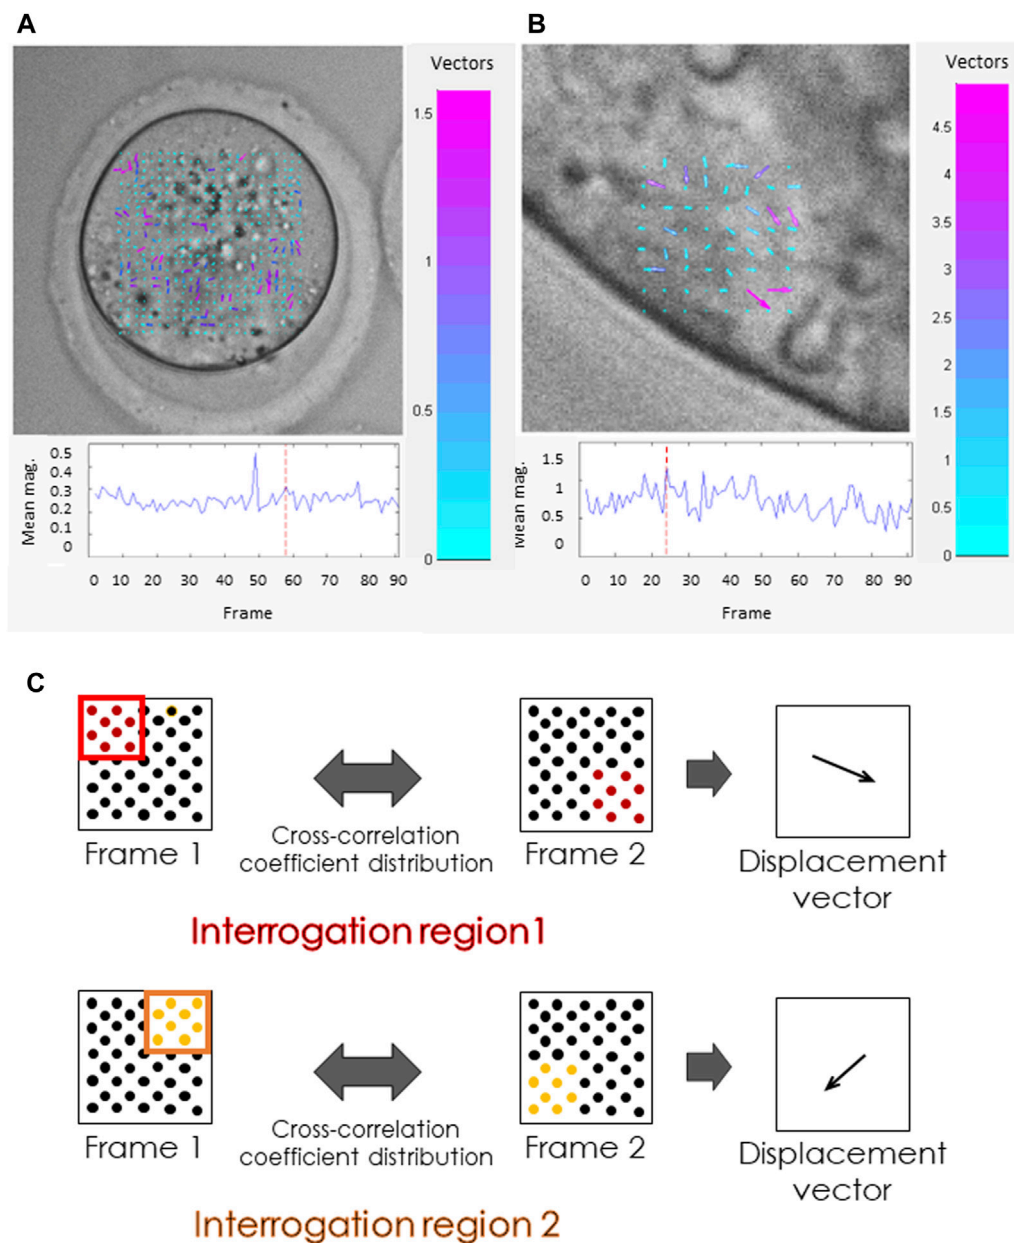 A
B
Vectors
1.5
1
0.5
0
Vectors
4.5
4
3.5
3
2.5
2
1.5
1
0.5
0
Mean mag.
0.5
0.3
0.2
0.1
0
0 10 20 30 40 50 60 70 80 90
Frame
Mean mag.
1.5
1
0.5
0
0 10 20 30 40 50 60 70 80 90
Frame
C
Frame 1
Cross-correlation
coefficient distribution
Frame 2
Displacement
vector
Interrogation region1
Frame 1
Cross-correlation
coefficient distribution
Frame 2
Displacement
vector
Interrogation region 2